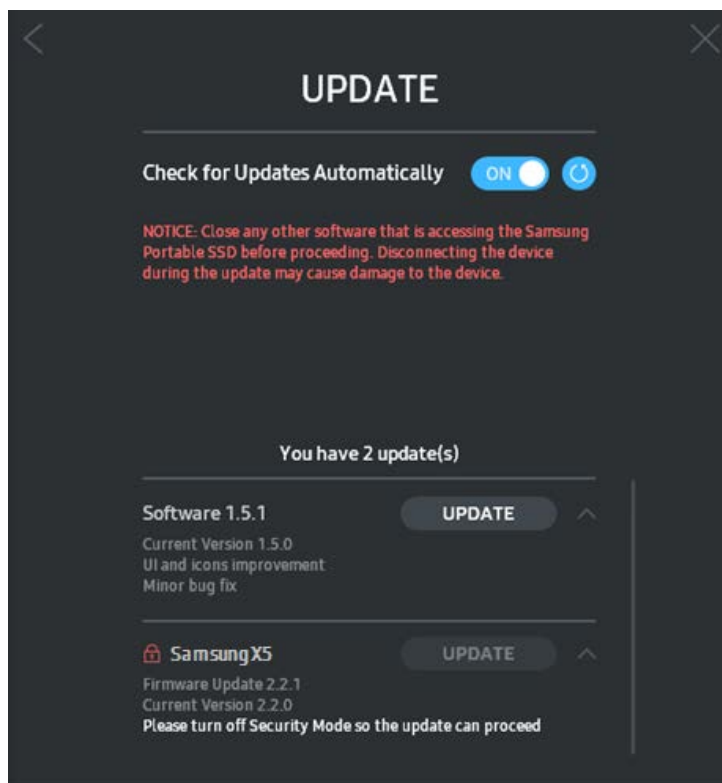 UPDATE
Check for Updates Automatically
ON
NOTICE: Close any other software that is accessing the Samsung
Portable SSD before proceeding. Disconnecting the device
during the update may cause damage to the device.
You have 2 update(s)
Software 1.5.1
UPDATE
Current Version 1.5.0
UI and icons improvement
Minor bug fix
Samsung X5
UPDATE
Firmware Update 2.2.1
Current Version 2.2.0
Please turn off Security Mode so the update can proceed